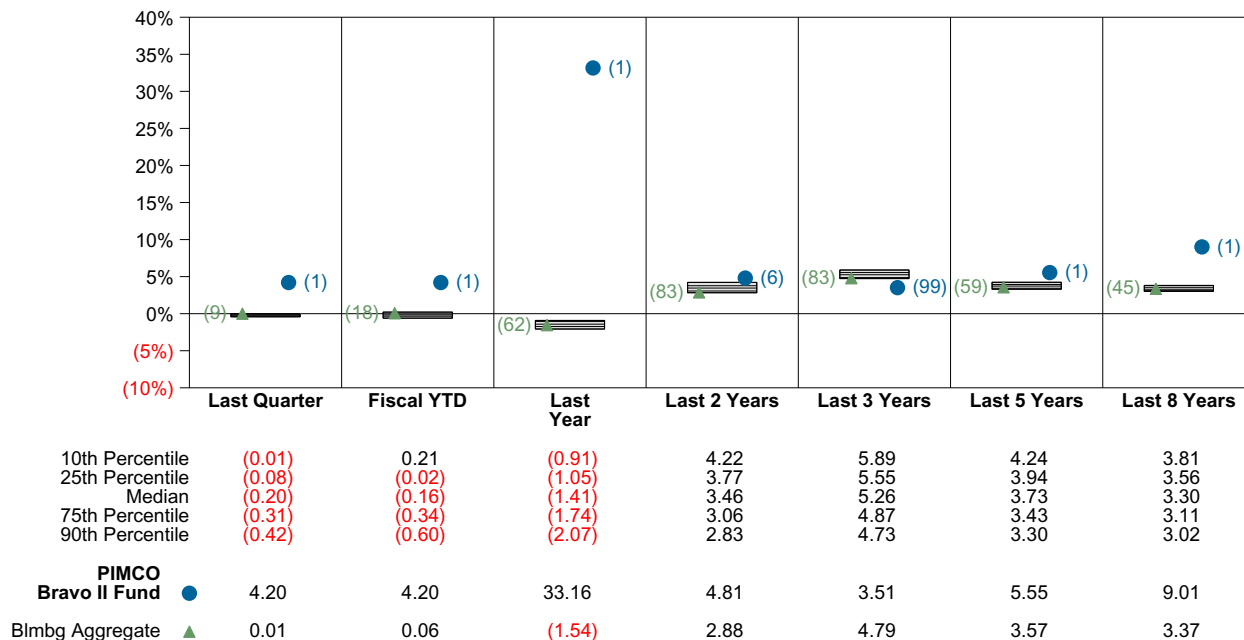 40%
35%
30%
25%
20%
15%
10%
5%
0%
(5%)
(10%)
(9) (1) (18) (1) (62) (1) (83) (6) (83) (99) (59) (1) (45) (1)
Last Quarter Fiscal YTD Last Year Last 2 Years Last 3 Years Last 5 Years Last 8 Years
10th Percentile (0.01) 0.21 (0.91) 4.22 5.89 4.24 3.81
25th Percentile (0.08) (0.02) (1.05) 3.77 5.55 3.94 3.56
Median (0.20) (0.16) (1.41) 3.46 5.26 3.73 3.30
75th Percentile (0.31) (0.34) (1.74) 3.06 4.87 3.43 3.11
90th Percentile (0.42) (0.60) (2.07) 2.83 4.73 3.30 3.02
PIMCO
Bravo II Fund 4.20 4.20 33.16 4.81 3.51 5.55 9.01
Blmbg Aggregate 0.01 0.06 (1.54) 2.88 4.79 3.57 3.37